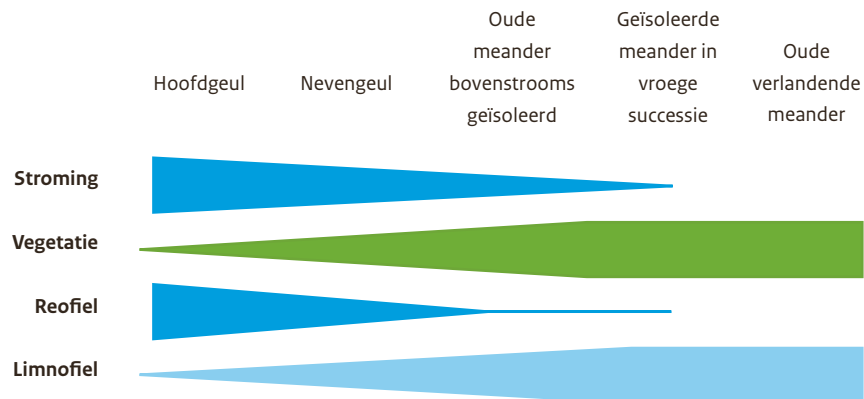 Hoofdgeul
Nevengeul
Oude
meander
bovenstrooms
geïsoleerd
Geïsoleerde
meander in
vroege
successie
Oude
verlandende
meander
Stroming
Vegetatie
Reofiel
Limnofiel